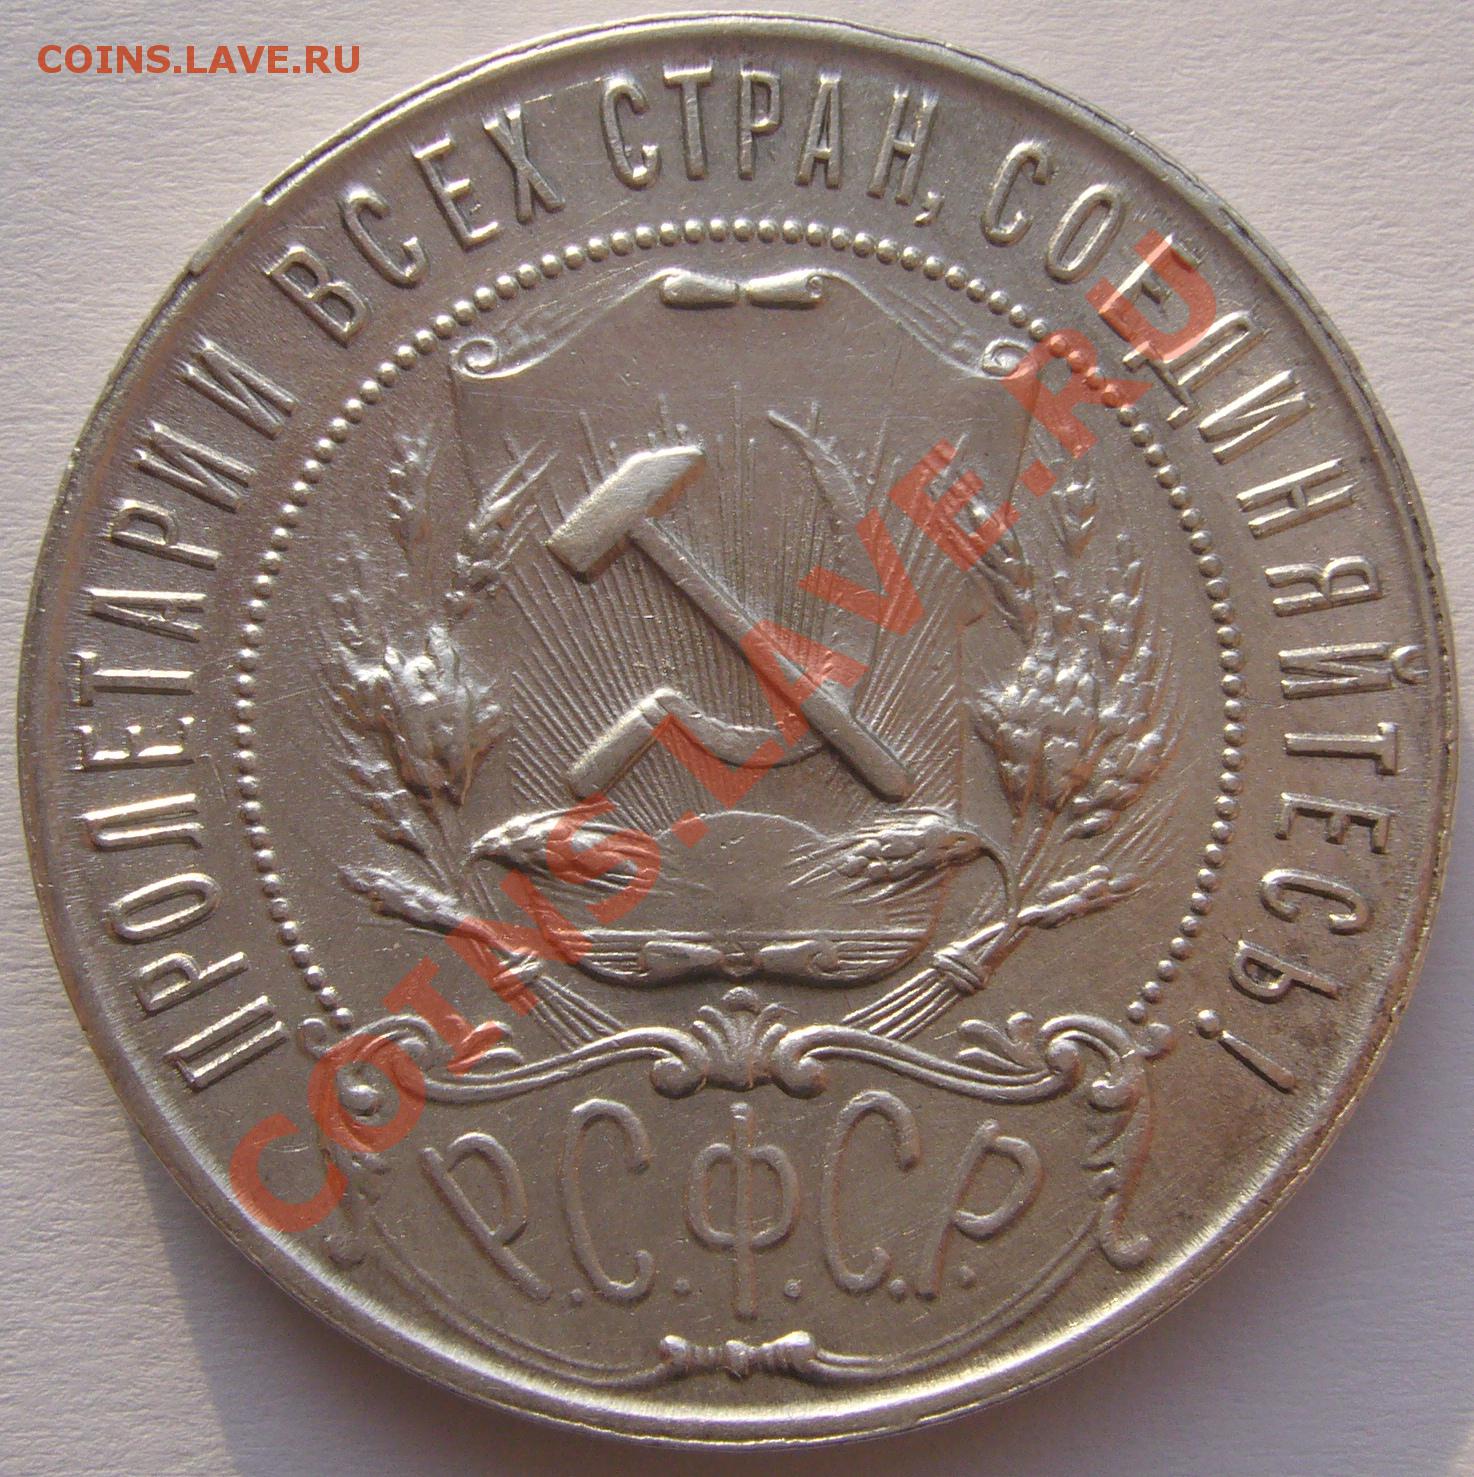 COINS.LAVE.RU
ПРОЛЕТАРИИ ВСЕХ СТРАН, СОЕДИНЯЙТЕСЬ!
COINS.LAVE.RU
Р.С.Ф.С.Р.